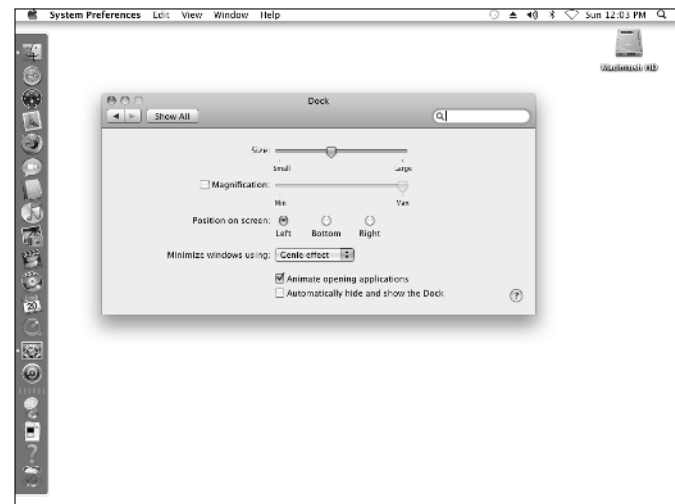 System Preferences Edit View Window Help Sun 12:03 PM
Macintosh HD
Dock
Show All
Size:
Small Large
Magnification:
Min Max
Position on screen:
Left Bottom Right
Minimize windows using: Genie effect
Animate opening applications
Automatically hide and show the Dock
?
20
?